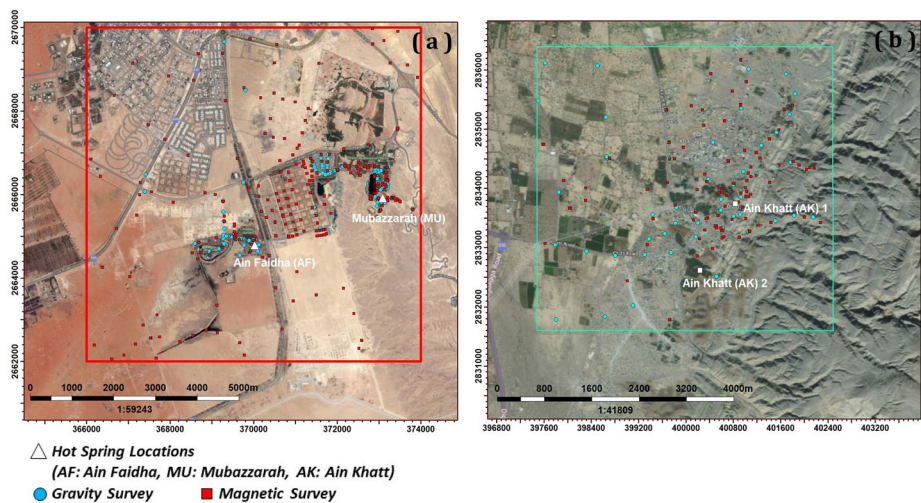 (a)
2670000
2668000
2666000
2664000
2662000
Mubazzarah (MU)
Ain Faidha (AF)
0 1000 2000 3000 4000 5000m
1:59243
366000 368000 370000 372000 374000
(b)
2836000
2835000
2834000
2833000
2832000
2831000
Ain Khatt (AK) 1
Ain Khatt (AK) 2
0 800 1600 2400 3200 4000m
1:41809
396800 397600 398400 399200 400000 400800 401600 402400 403200
Hot Spring Locations
(AF: Ain Faidha, MU: Mubazzarah, AK: Ain Khatt)
Gravity Survey Magnetic Survey